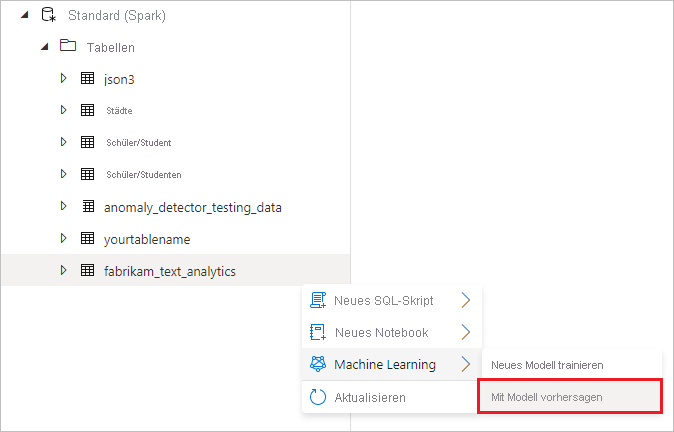 Standard (Spark)
Tabellen
json3
Städte
Schüler/Student
Schüler/Studenten
anomaly_detector_testing_data
yourtablename
fabrikam_text_analytics
Neues SQL-Skript
Neues Notebook
Machine Learning
Neues Modell trainieren
Aktualisieren
Mit Modell vorhersagen